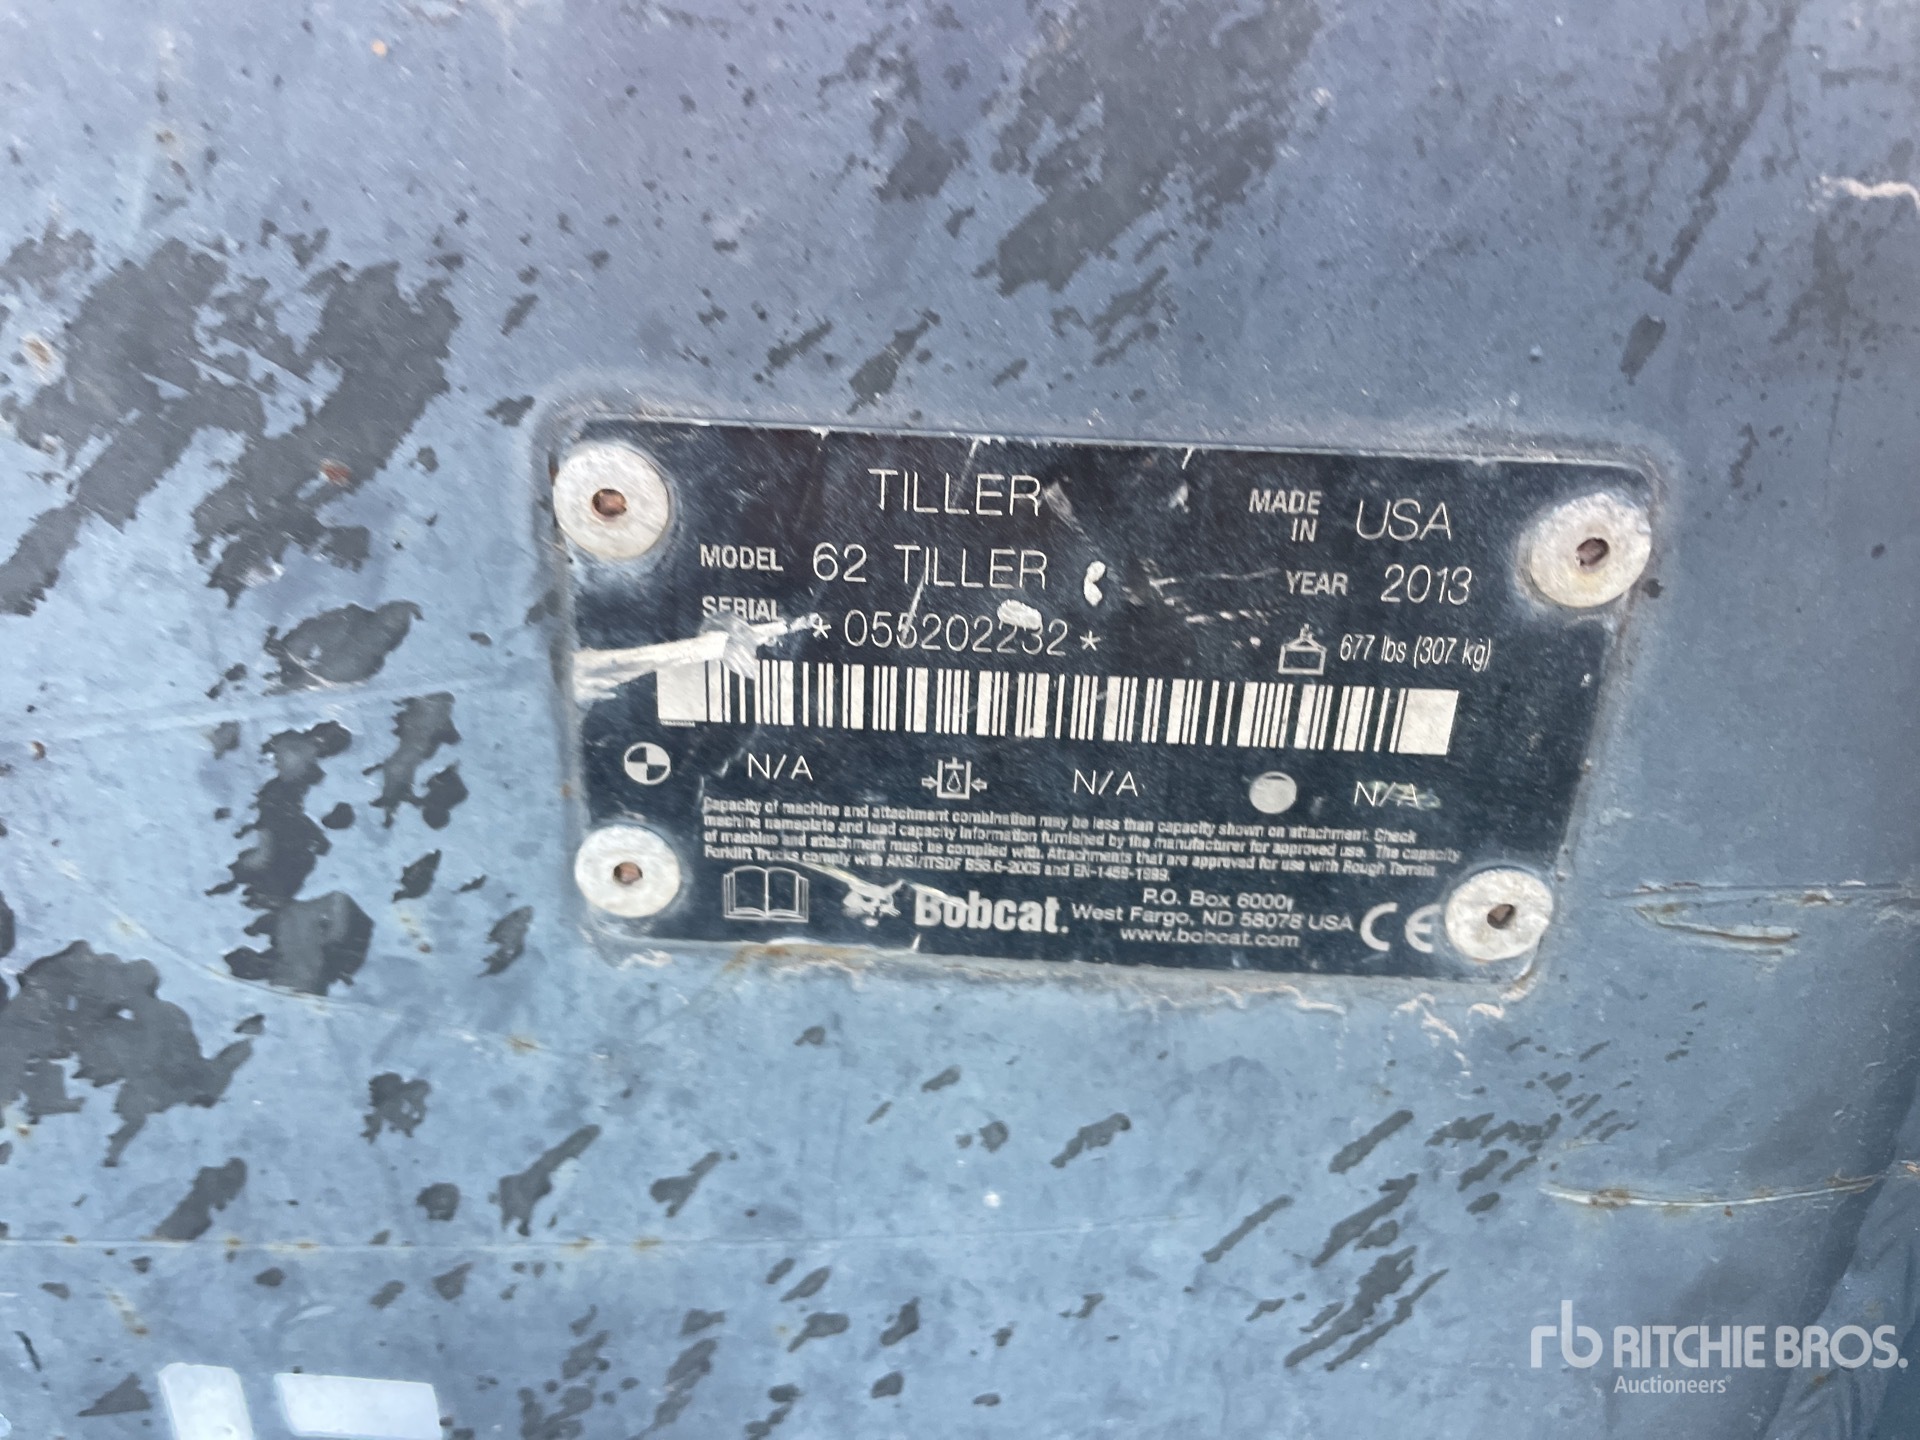 TILLER
MADE IN USA
MODEL 62 TILLER
YEAR 2013
SERIAL
*055202232*
677 lbs (307 kg)
N/A N/A N/A
Capacity of machine and attachment combination may be less than capacity shown on attachment. Check
machine nameplate and load capacity information furnished by the manufacturer for approved use. The capacity
of machine and attachment must be complied with. Attachments that are approved for use with Rough Terrain
Forklift Trucks comply with ANSI/ITSDF B56.6-2005 and EN-1459-1999.
Bobcat.
P.O. Box 6000
West Fargo, ND 58078 USA
www.bobcat.com
CE
rb RITCHIE BROS.
Auctioneers